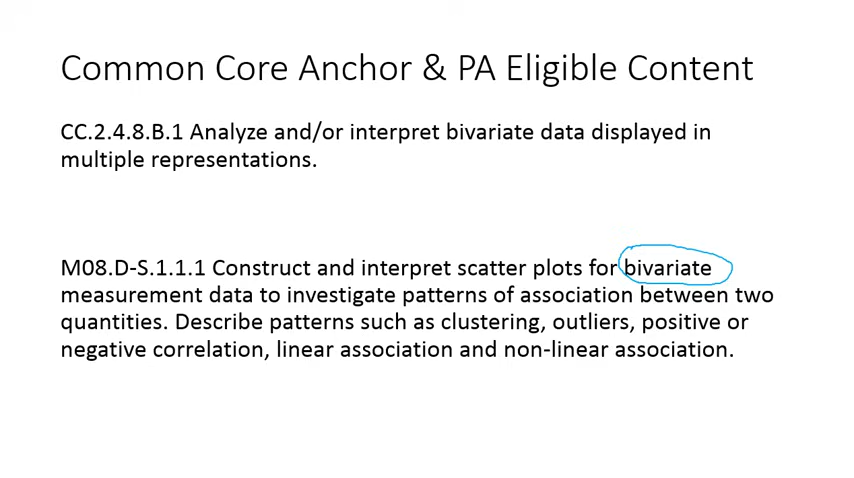 Common Core Anchor & PA Eligible Content
CC.2.4.8.B.1 Analyze and/or interpret bivariate data displayed in
multiple representations.
M08.D-S.1.1.1 Construct and interpret scatter plots for bivariate
measurement data to investigate patterns of association between two
quantities. Describe patterns such as clustering, outliers, positive or
negative correlation, linear association and non-linear association.